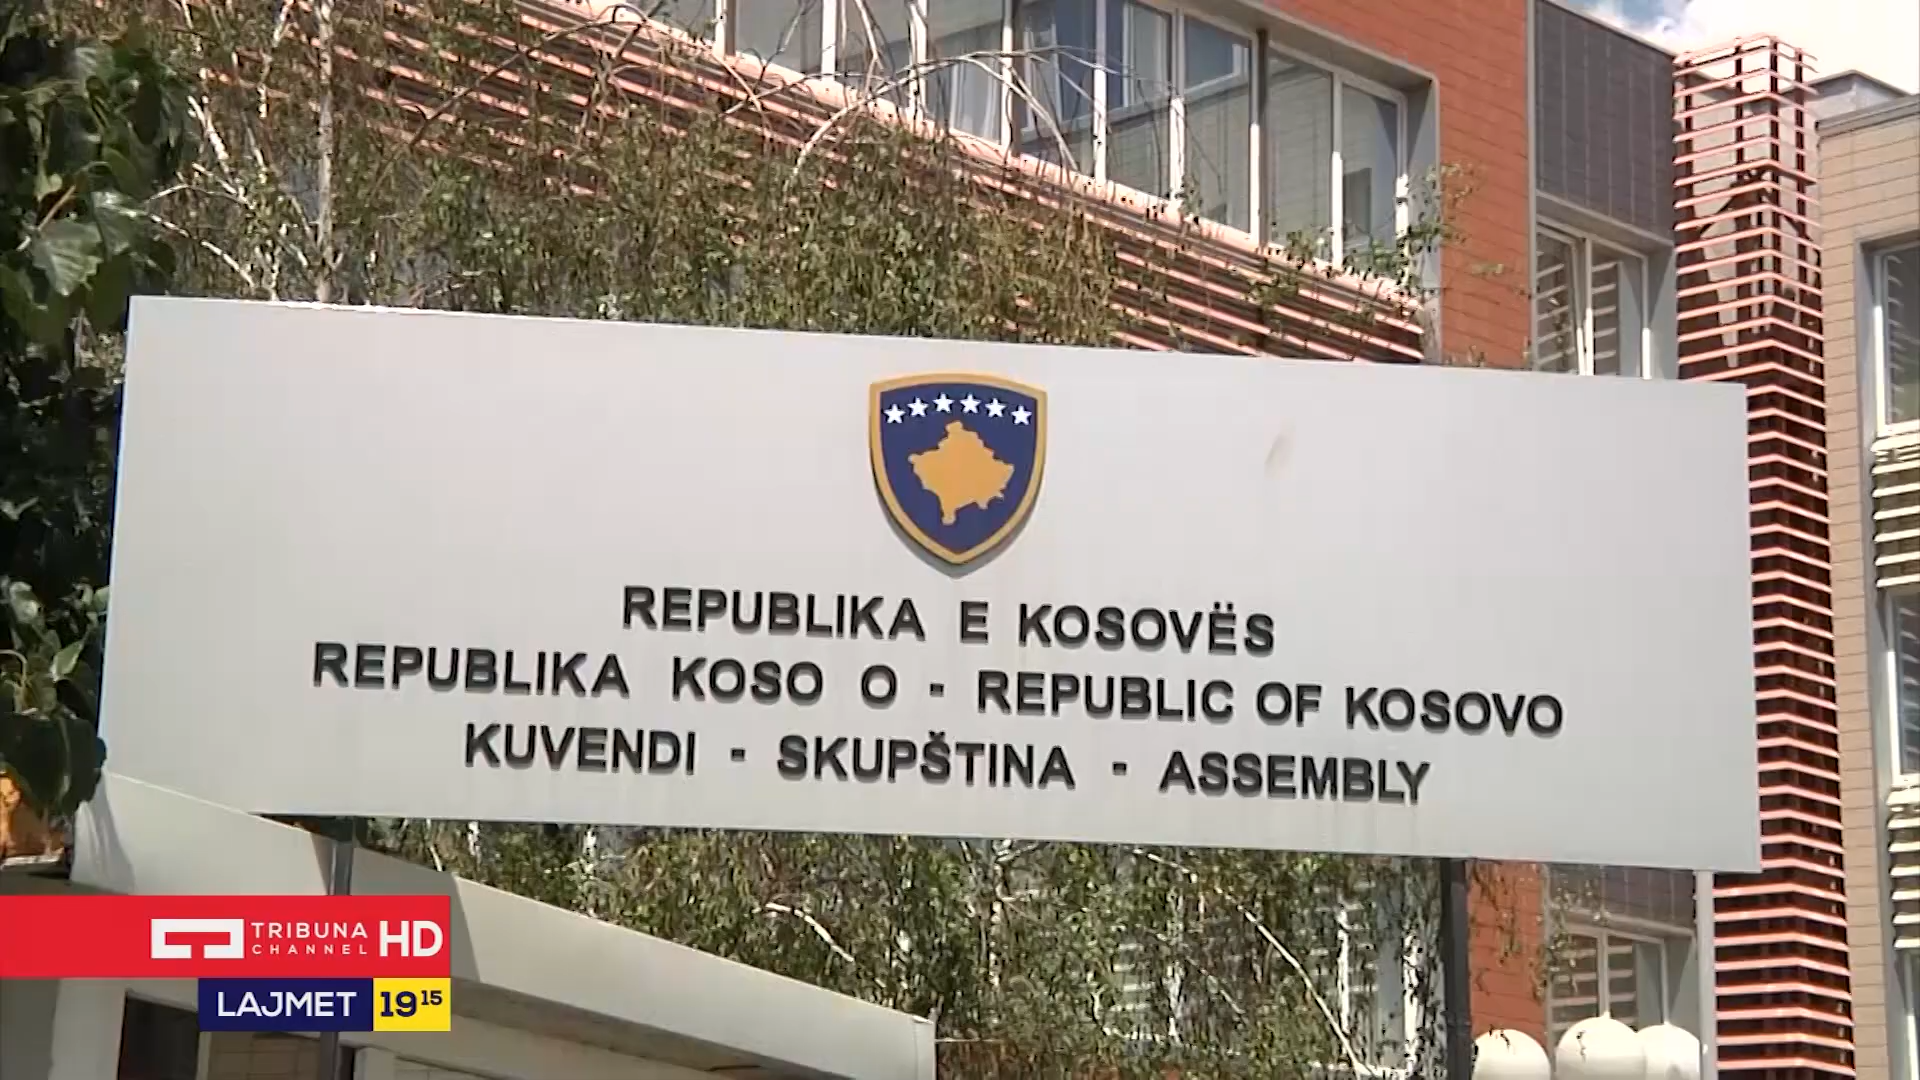 REPUBLIKA E KOSOVËS
REPUBLIKA KOSO O - REPUBLIC OF KOSOVO
KUVENDI - SKUPŠTINA - ASSEMBLY
TRIBUNA
CHANNEL
HD
LAJMET 19 15